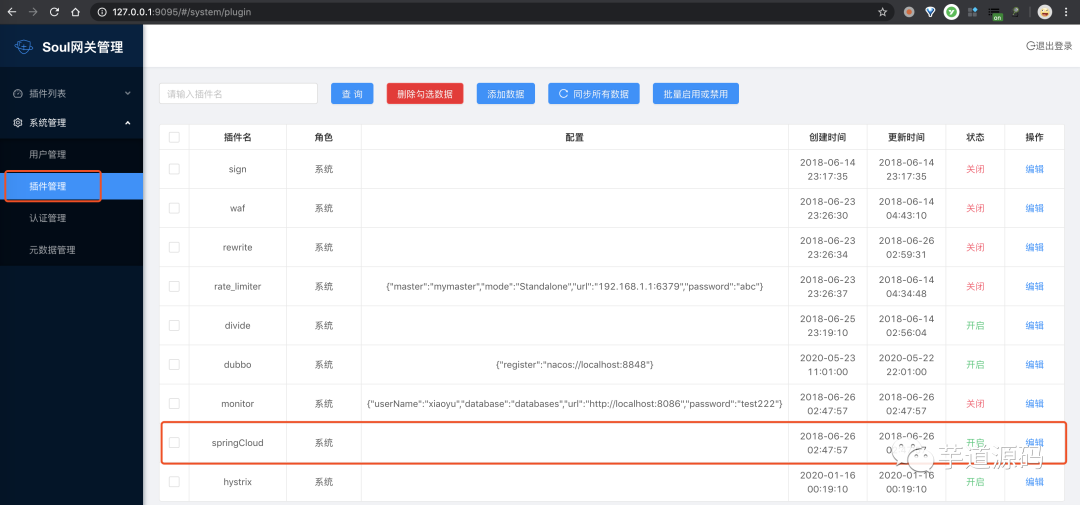 127.0.0.1:9095/#/system/plugin
on
Soul网关管理
退出登录
插件列表
系统管理
用户管理
插件管理
认证管理
元数据管理
请输入插件名
查 询
删除勾选数据
添加数据
同步所有数据
批量启用或禁用
插件名 角色 配置 创建时间 更新时间 状态 操作
sign 系统 2018-06-14 23:17:35 2018-06-14 23:17:35 关闭 编辑
waf 系统 2018-06-23 23:26:30 2018-06-14 04:43:10 关闭 编辑
rewrite 系统 2018-06-23 23:26:34 2018-06-26 02:59:31 关闭 编辑
rate_limiter 系统 {"master":"mymaster","mode":"Standalone","url":"192.168.1.1:6379","password":"abc"} 2018-06-23 23:26:37 2018-06-14 04:34:48 关闭 编辑
divide 系统 2018-06-25 23:19:10 2018-06-14 02:56:04 开启 编辑
dubbo 系统 {"register":"nacos://localhost:8848"} 2020-05-23 11:01:00 2020-05-22 22:01:00 开启 编辑
monitor 系统 {"userName":"xiaoyu","database":"databases","url":"http://localhost:8086","password":"test222"} 2018-06-26 02:47:57 2018-06-26 02:47:57 关闭 编辑
springCloud 系统 2018-06-26 02:47:57 2018-06-26 开启 编辑
hystrix 系统 2020-01-16 00:19:10 2020-01-16 00:19:10 开启 编辑
芋道源码